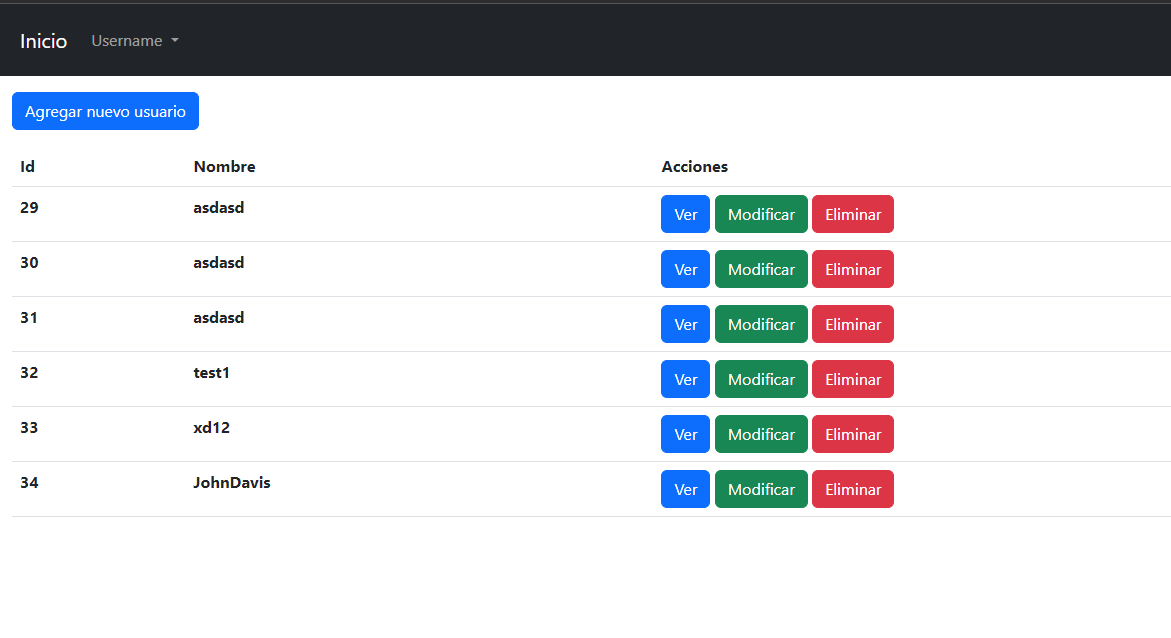 Inicio Username
Agregar nuevo usuario
Id Nombre Acciones
29 asdasd Ver Modificar Eliminar
30 asdasd Ver Modificar Eliminar
31 asdasd Ver Modificar Eliminar
32 test1 Ver Modificar Eliminar
33 xd12 Ver Modificar Eliminar
34 JohnDavis Ver Modificar Eliminar